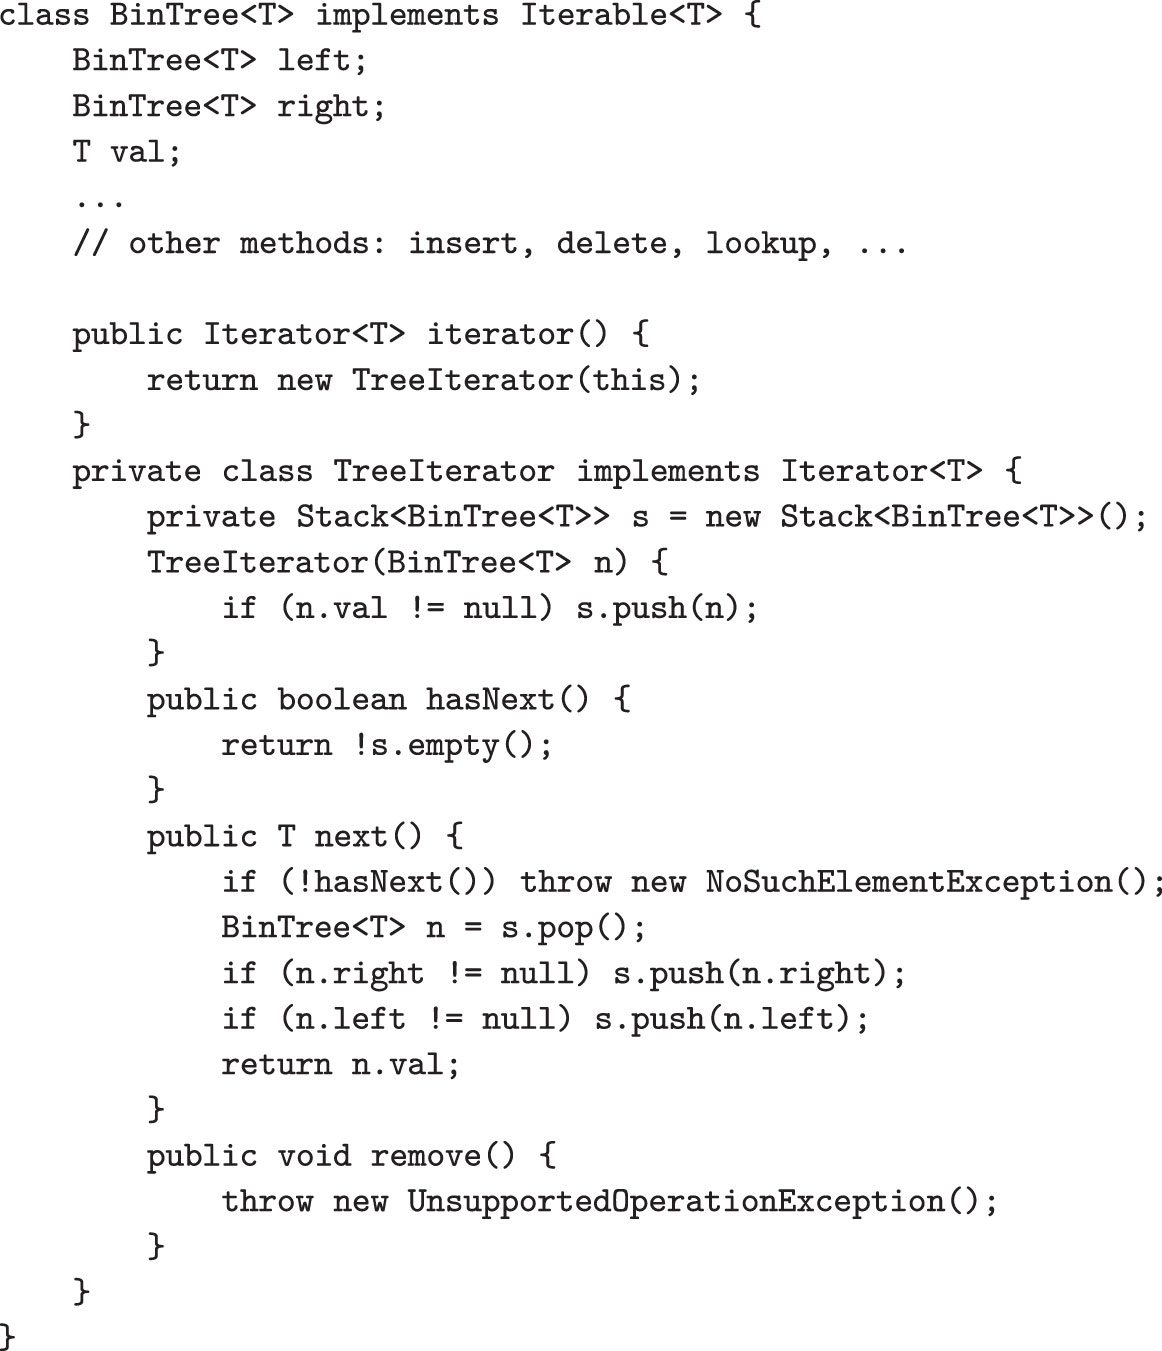 class BinTree<T> implements Iterable<T> {
    BinTree<T> left;
    BinTree<T> right;
    T val;
    ...
    // other methods: insert, delete, lookup, ...

    public Iterator<T> iterator() {
        return new TreeIterator(this);
    }
    private class TreeIterator implements Iterator<T> {
        private Stack<BinTree<T>> s = new Stack<BinTree<T>>();
        TreeIterator(BinTree<T> n) {
            if (n.val != null) s.push(n);
        }
        public boolean hasNext() {
            return !s.empty();
        }
        public T next() {
            if (!hasNext()) throw new NoSuchElementException();
            BinTree<T> n = s.pop();
            if (n.right != null) s.push(n.right);
            if (n.left != null) s.push(n.left);
            return n.val;
        }
        public void remove() {
            throw new UnsupportedOperationException();
        }
    }
}